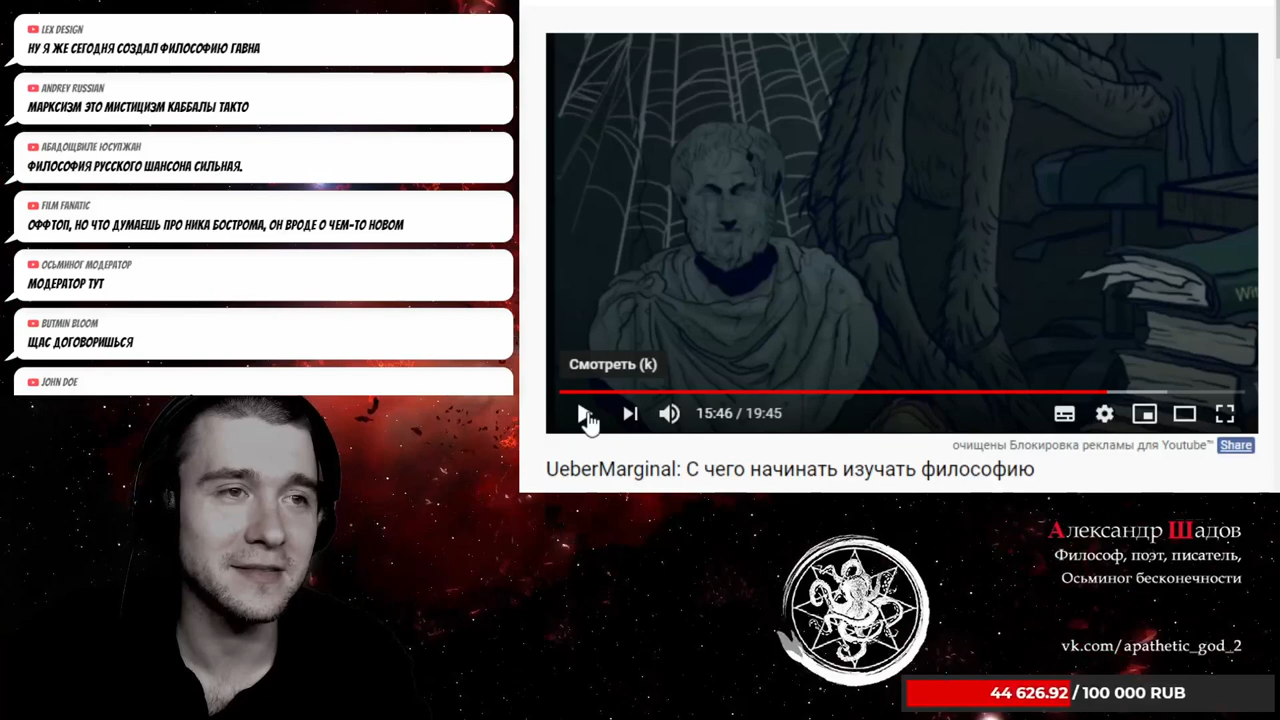 LEX DESIGN
НУ Я ЖЕ СЕГОДНЯ СОЗДАЛ ФИЛОСОФИЮ ГАВНА
ANDREY RUSSIAN
МАРКСИЗМ ЭТО МИСТИЦИЗМ КАББАЛЫ ТАКТО
АБАДОЩВИЛЕ ЮСУПЖАН
ФИЛОСОФИЯ РУССКОГО ШАНСОНА СИЛЬНАЯ.
FILM FANATIC
ОФФТОП, НО ЧТО ДУМАЕШЬ ПРО НИКА БОСТРОМА, ОН ВРОДЕ О ЧЕМ-ТО НОВОМ
ОСЬМИНОГ МОДЕРАТОР
МОДЕРАТОР ТУТ
BUTMIN BLOOM
ЩАС ДОГОВОРИШЬСЯ
JOHN DOE
Wi
Смотреть (k)
15:46 / 19:45
очищены Блокировка рекламы для Youtube™ Share
UeberMarginal: С чего начинать изучать философию
Александр Шадов
Философ, поэт, писатель,
Осьминог бесконечности
vk.com/apathetic_god_2
44 626.92 / 100 000 RUB